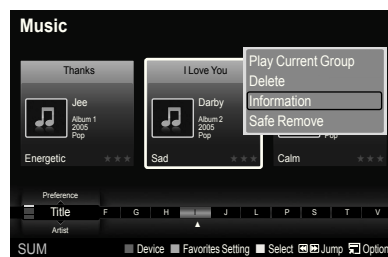 Music
Thanks
Jee
Album 1
2005
Pop
Energetic
I Love You
Darby
Album 2
2005
Pop
Sad
Pop
Calm
Play Current Group
Delete
Information
Safe Remove
Preference
Title F G H I J L P S T V
Artist
SUM Device Favorites Setting Select Jump Option